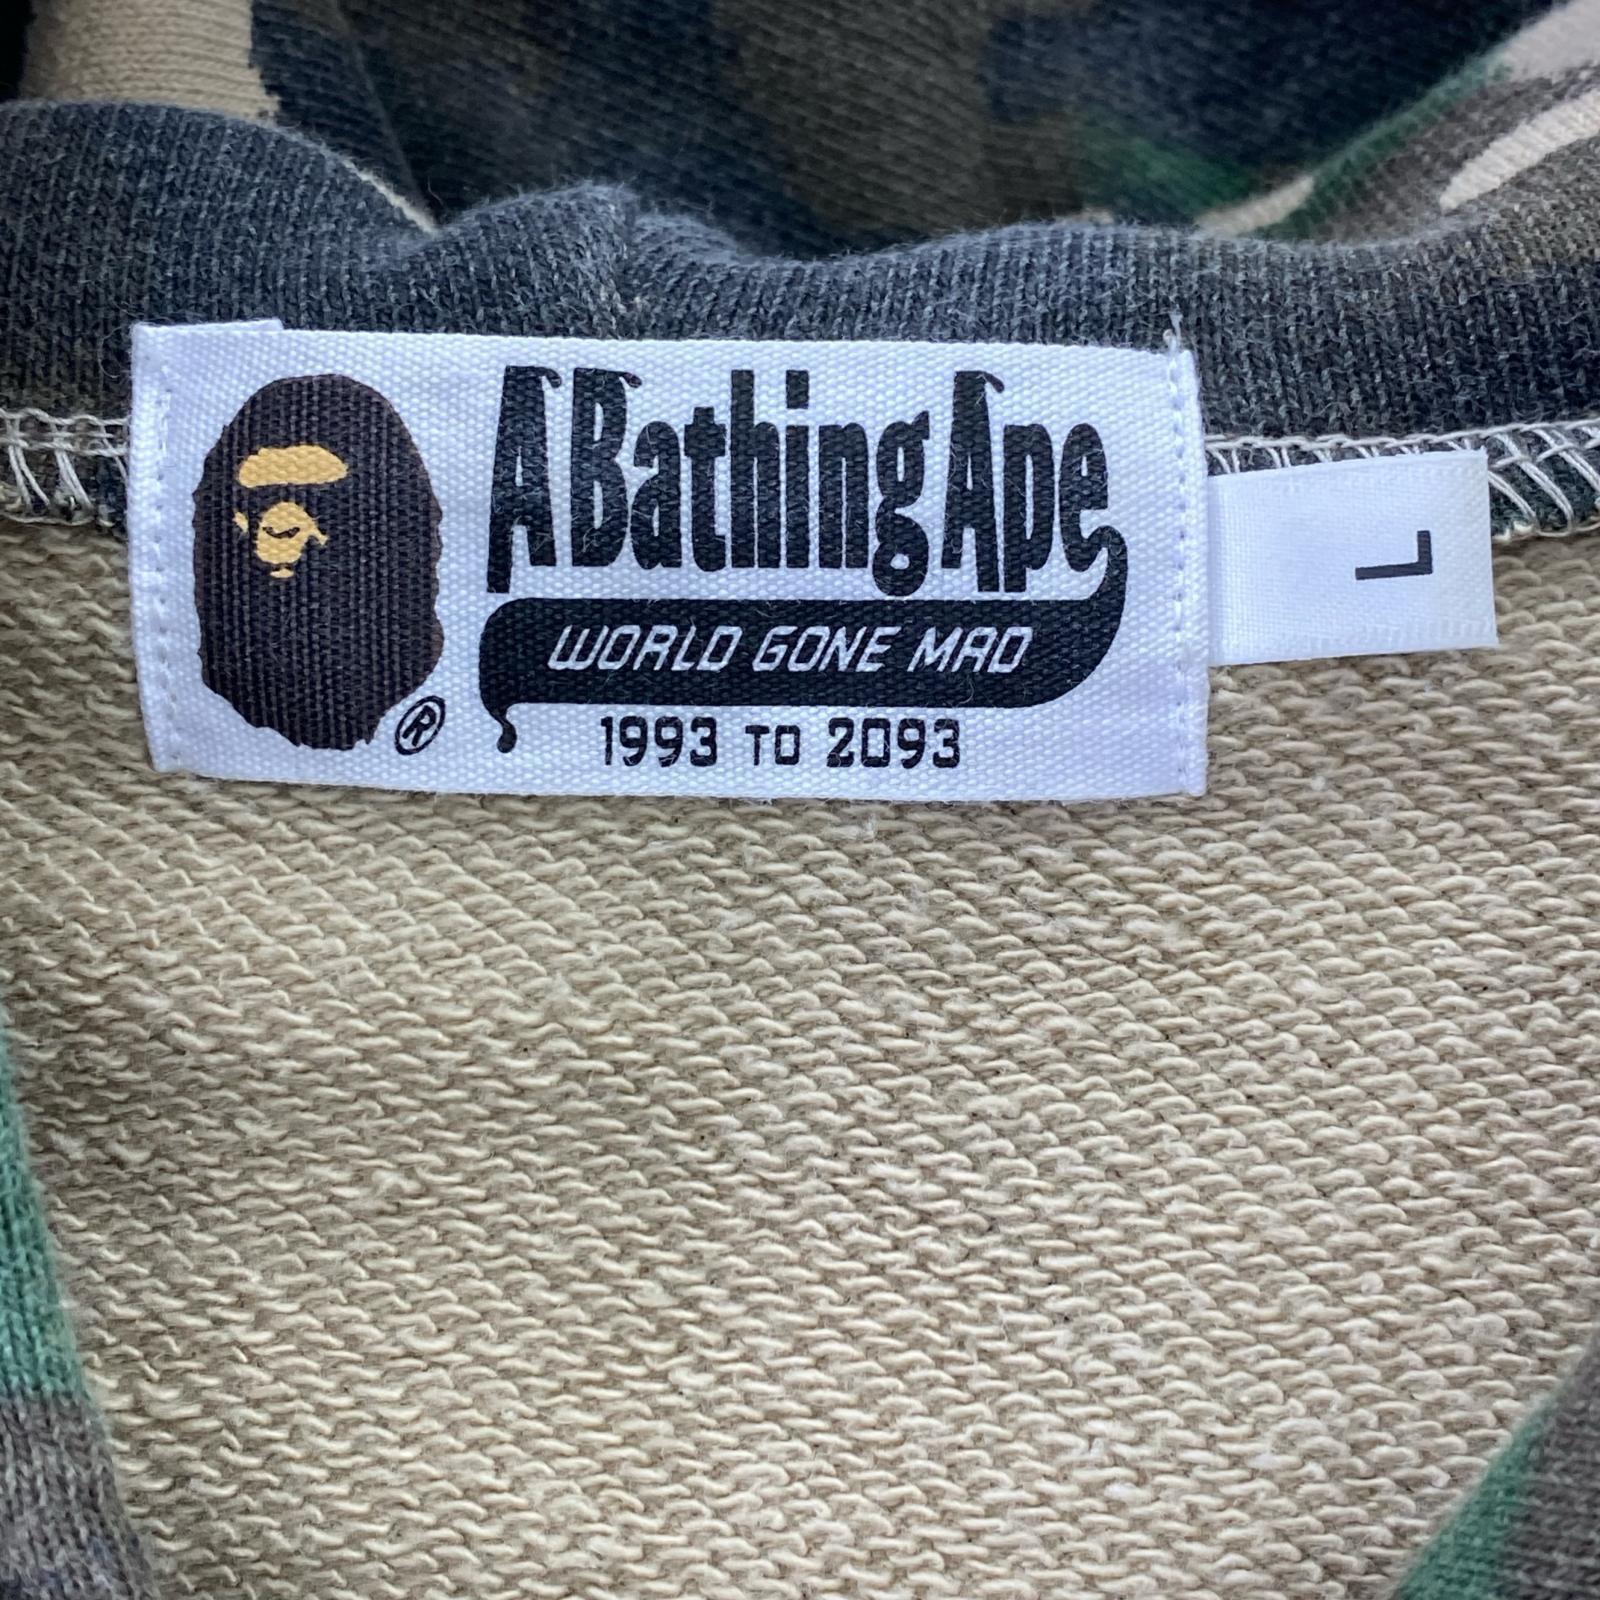 A Bathing Ape
WORLD GONE MAD
1993 TO 2093
®
L